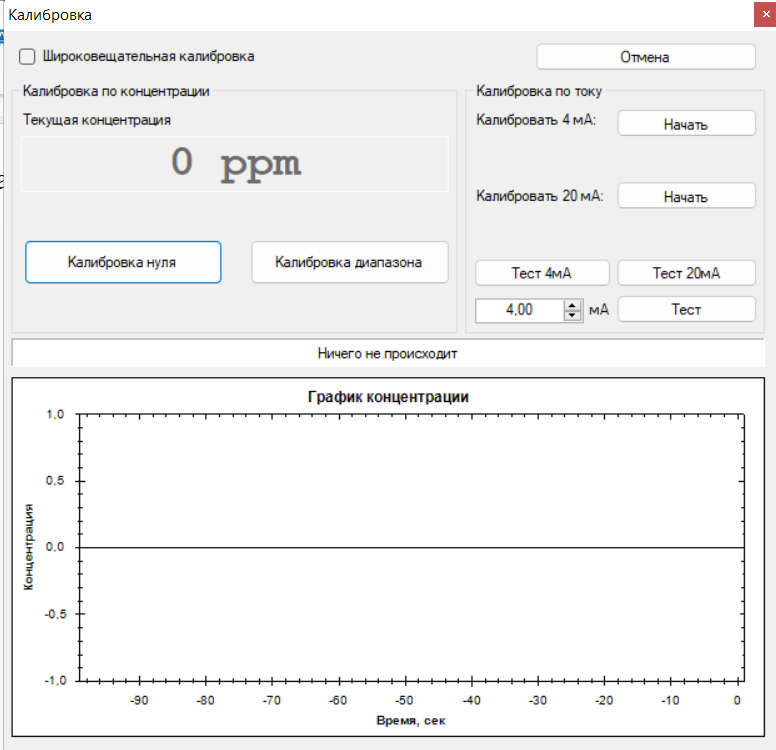 Калибровка
Широковещательная калибровка
Отмена
Калибровка по концентрации
Текущая концентрация
0 ppm
Калибровка нуля
Калибровка диапазона
Калибровка по току
Калибровать 4 мА:
Начать
Калибровать 20 мА:
Начать
Тест 4мА
Тест 20мА
4,00
мА
Тест
Ничего не происходит
График концентрации
Концентрация
1,0
0,5
0,0
-0,5
-1,0
-90 -80 -70 -60 -50 -40 -30 -20 -10 0
Время, сек